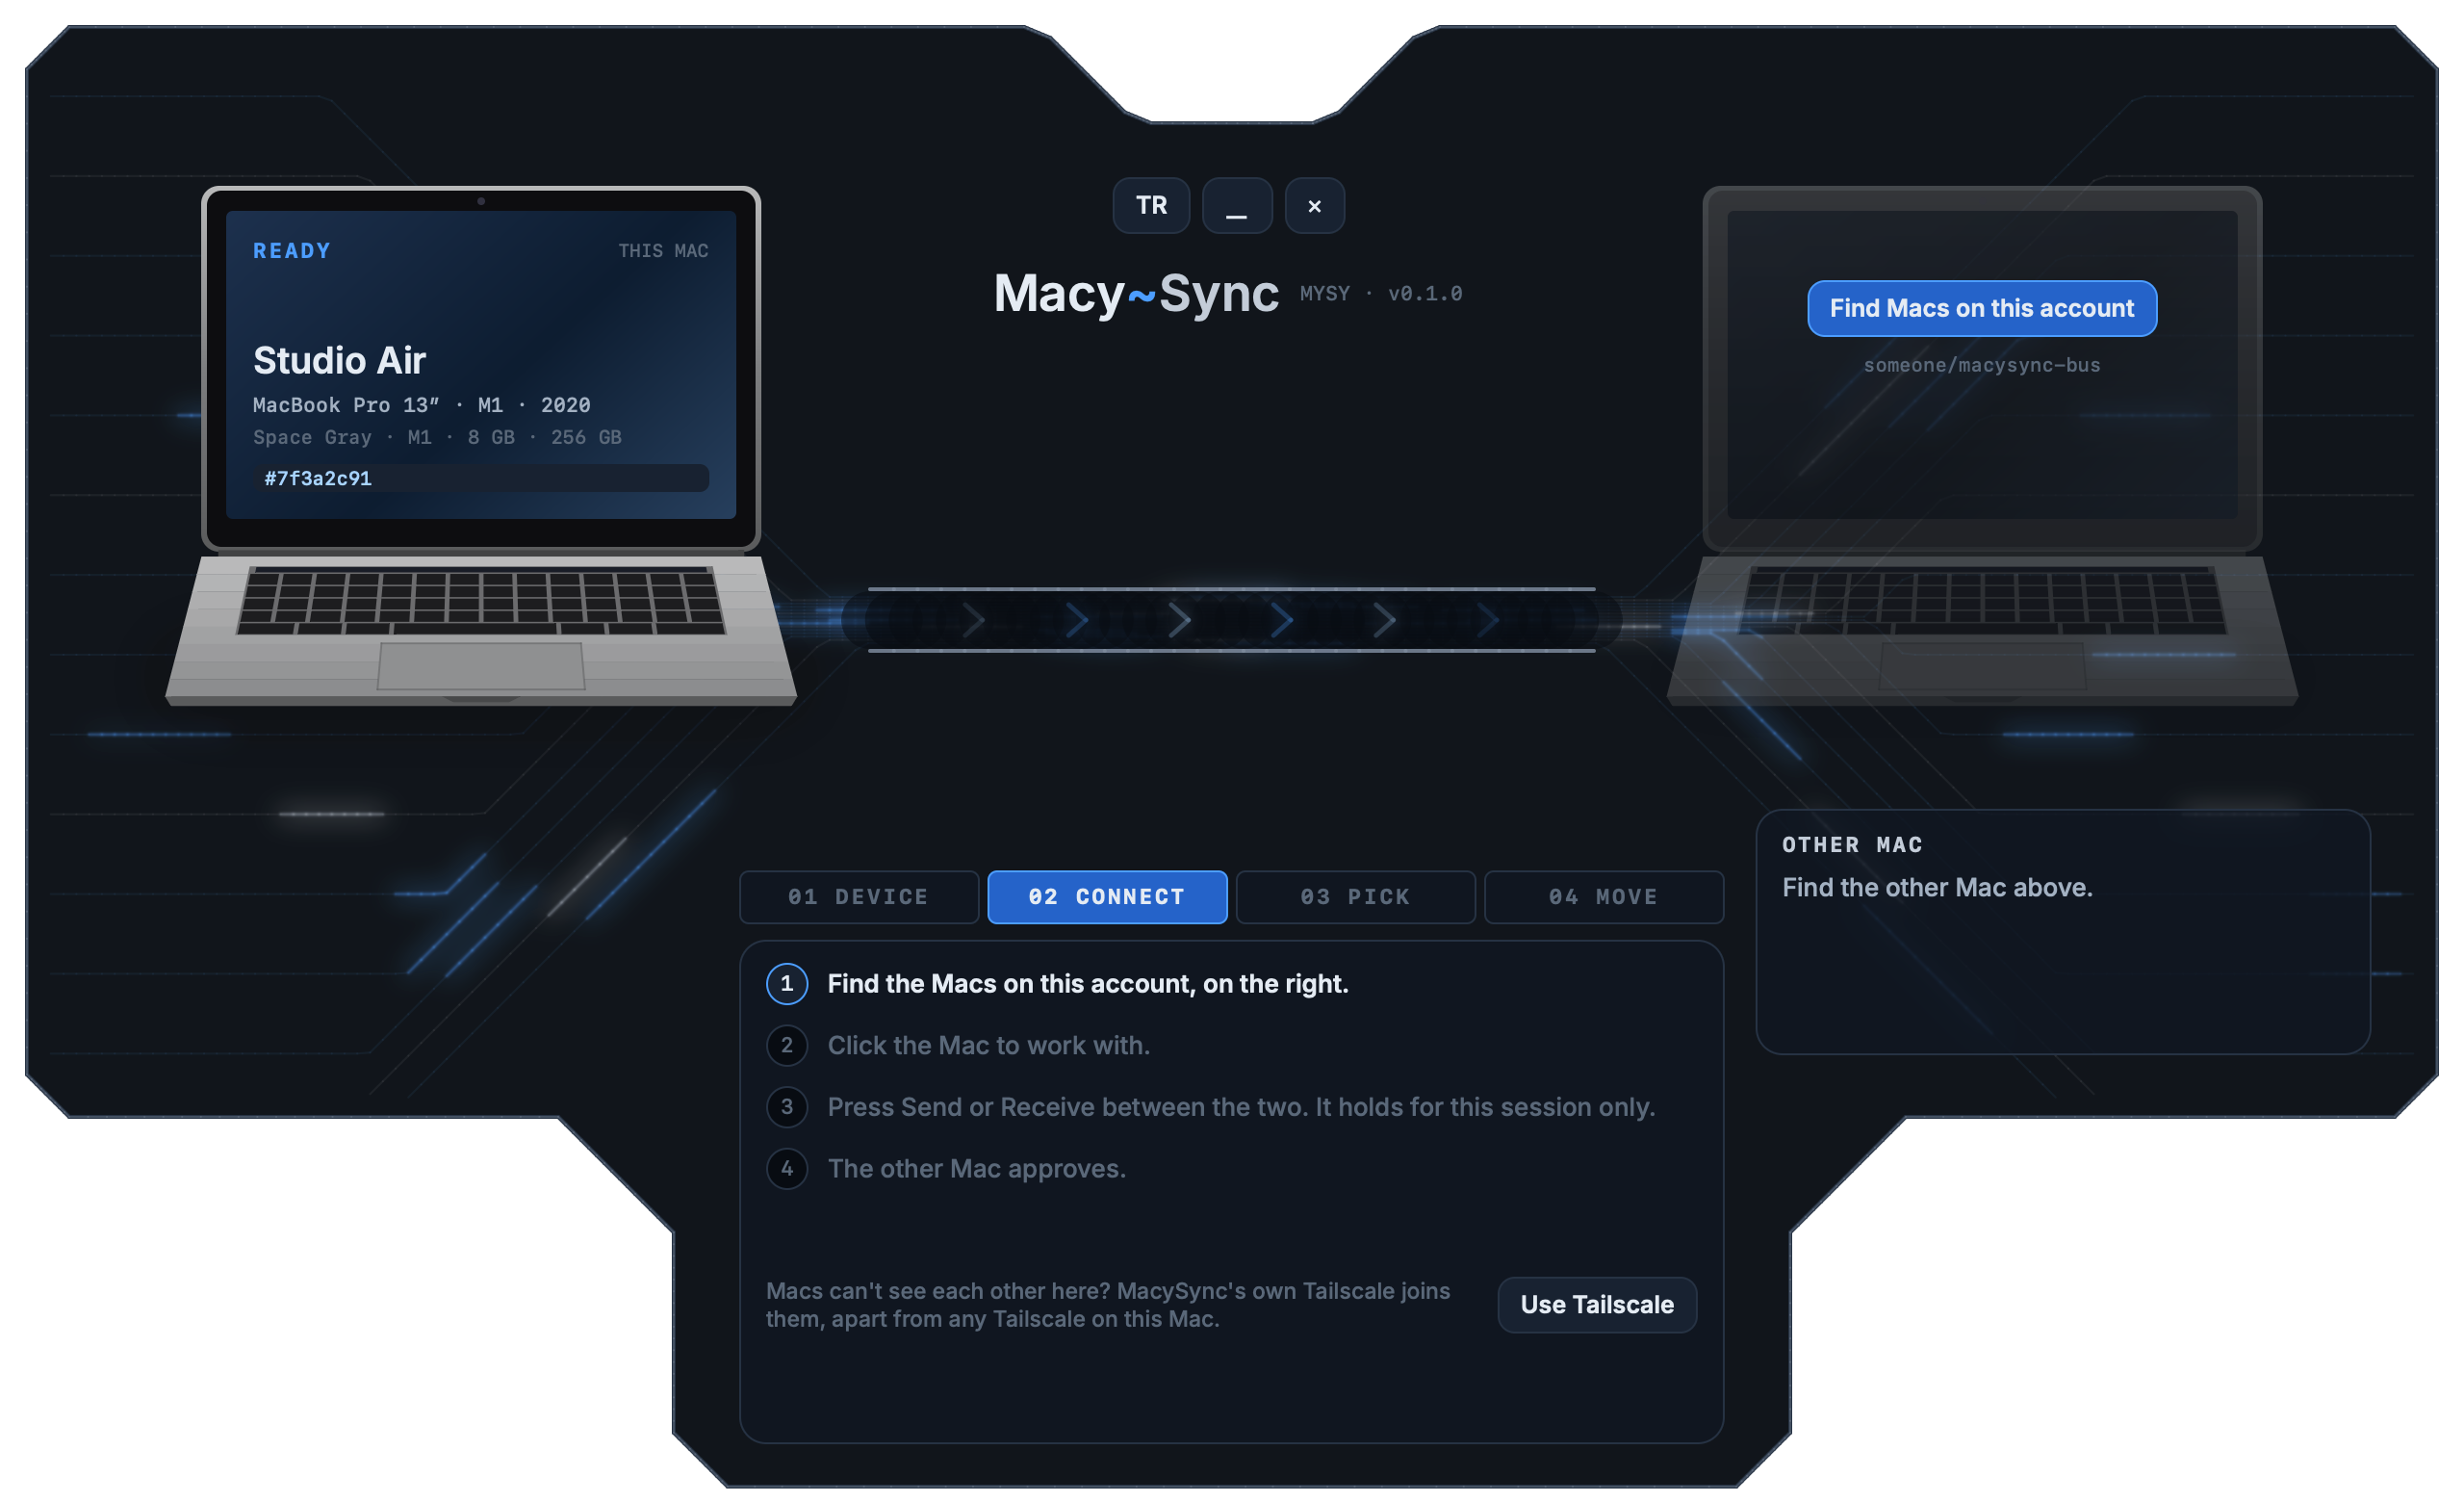 TR _ ×
Macy~Sync MYSY · v0.1.0
READY THIS MAC
Studio Air
MacBook Pro 13″ · M1 · 2020
Space Gray · M1 · 8 GB · 256 GB
#7f3a2c91
Find Macs on this account
someone/macysync-bus
01 DEVICE 02 CONNECT 03 PICK 04 MOVE
1 Find the Macs on this account, on the right.
2 Click the Mac to work with.
3 Press Send or Receive between the two. It holds for this session only.
4 The other Mac approves.
Macs can't see each other here? MacySync's own Tailscale joins
them, apart from any Tailscale on this Mac.
Use Tailscale
OTHER MAC
Find the other Mac above.